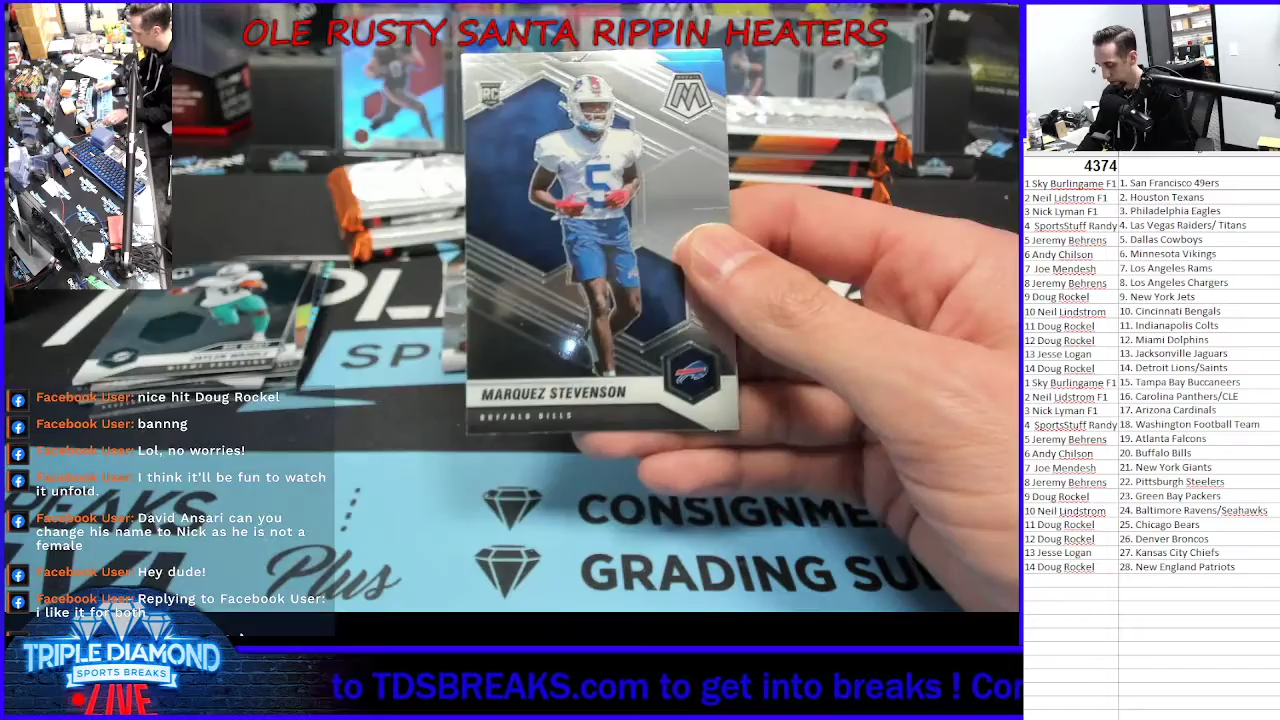 OLE RUSTY SANTA RIPPIN HEATERS
RC
MOSAIC
5
MARQUEZ STEVENSON
BUFFALO BILLS
JAYLEN WADDLE
MIAMI DOLPHINS
SP
CONSIGNME
GRADING SU
Plus
Facebook User: nice hit Doug Rockel
Facebook User: bannng
Facebook User: Lol, no worries!
Facebook User: I think it'll be fun to watch
it unfold.
Facebook User: David Ansari can you
change his name to Nick as he is not a
female
Facebook User: Hey dude!
Facebook User: Replying to Facebook User:
i like it for both
TRIPLE DIAMOND
SPORTS BREAKS
LIVE
to TDSBREAKS.com to get into breaks ! Con
4374
1 Sky Burlingame F1 1. San Francisco 49ers
2 Neil Lidstrom F1 2. Houston Texans
3 Nick Lyman F1 3. Philadelphia Eagles
4 SportsStuff Randy 4. Las Vegas Raiders/ Titans
5 Jeremy Behrens 5. Dallas Cowboys
6 Andy Chilson 6. Minnesota Vikings
7 Joe Mendesh 7. Los Angeles Rams
8 Jeremy Behrens 8. Los Angeles Chargers
9 Doug Rockel 9. New York Jets
10 Neil Lindstrom 10. Cincinnati Bengals
11 Doug Rockel 11. Indianapolis Colts
12 Doug Rockel 12. Miami Dolphins
13 Jesse Logan 13. Jacksonville Jaguars
14 Doug Rockel 14. Detroit Lions/Saints
1 Sky Burlingame F1 15. Tampa Bay Buccaneers
2 Neil Lidstrom F1 16. Carolina Panthers/CLE
3 Nick Lyman F1 17. Arizona Cardinals
4 SportsStuff Randy 18. Washington Football Team
5 Jeremy Behrens 19. Atlanta Falcons
6 Andy Chilson 20. Buffalo Bills
7 Joe Mendesh 21. New York Giants
8 Jeremy Behrens 22. Pittsburgh Steelers
9 Doug Rockel 23. Green Bay Packers
10 Neil Lindstrom 24. Baltimore Ravens/Seahawks
11 Doug Rockel 25. Chicago Bears
12 Doug Rockel 26. Denver Broncos
13 Jesse Logan 27. Kansas City Chiefs
14 Doug Rockel 28. New England Patriots